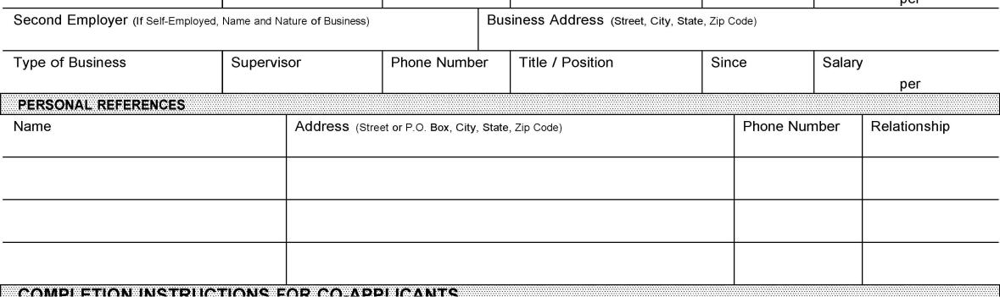 per
Second Employer (If Self-Employed, Name and Nature of Business) Business Address (Street, City, State, Zip Code)
Type of Business Supervisor Phone Number Title / Position Since Salary
per
PERSONAL REFERENCES
Name Address (Street or P.O. Box, City, State, Zip Code) Phone Number Relationship
COMPLETION INSTRUCTIONS FOR CO-APPLICANTS